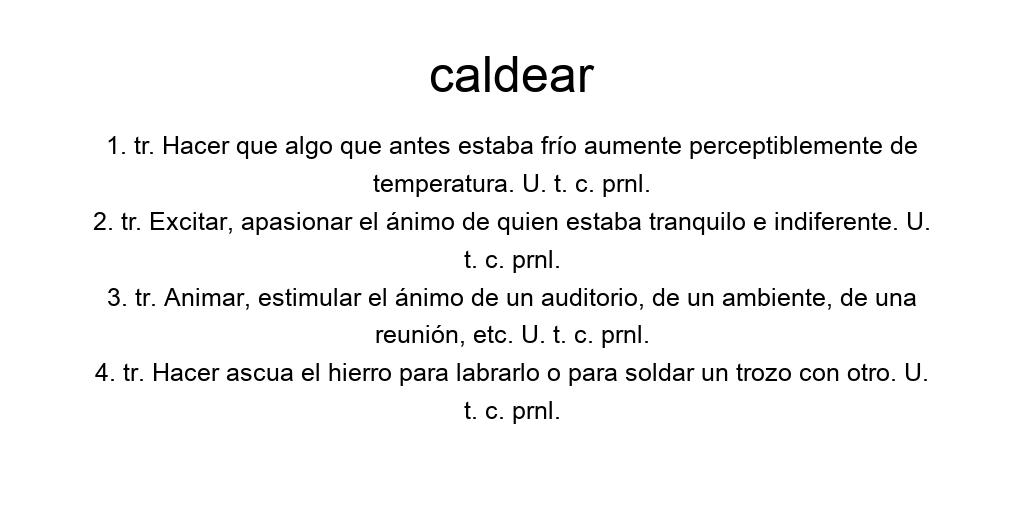 caldear
1. tr. Hacer que algo que antes estaba frío aumente perceptiblemente de
temperatura. U. t. c. prnl.
2. tr. Excitar, apasionar el ánimo de quien estaba tranquilo e indiferente. U.
t. c. prnl.
3. tr. Animar, estimular el ánimo de un auditorio, de un ambiente, de una
reunión, etc. U. t. c. prnl.
4. tr. Hacer ascua el hierro para labrarlo o para soldar un trozo con otro. U.
t. c. prnl.